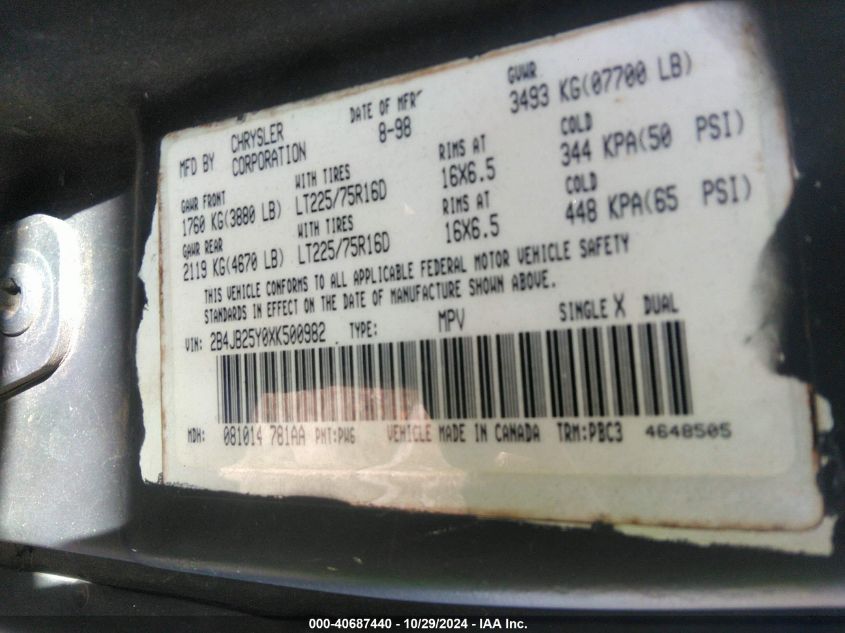 MFD BY CHRYSLER CORPORATION DATE OF MFR 8-98 GVWR 3493 KG(07700 LB)
GAWR FRONT WITH TIRES RIMS AT COLD
1760 KG(3880 LB) LT225/75R16D 16X6.5 344 KPA(50 PSI)
GAWR REAR WITH TIRES RIMS AT COLD
2119 KG(4670 LB) LT225/75R16D 16X6.5 448 KPA(65 PSI)
THIS VEHICLE CONFORMS TO ALL APPLICABLE FEDERAL MOTOR VEHICLE SAFETY
STANDARDS IN EFFECT ON THE DATE OF MANUFACTURE SHOWN ABOVE.
VIN: 2B4JB25Y0XK500982 TYPE: MPV SINGLE X DUAL
MDH: 081014 781AA PNT:PW6 VEHICLE MADE IN CANADA TRM:PBC3 4648505
000-40687440 - 10/29/2024 - IAA Inc.